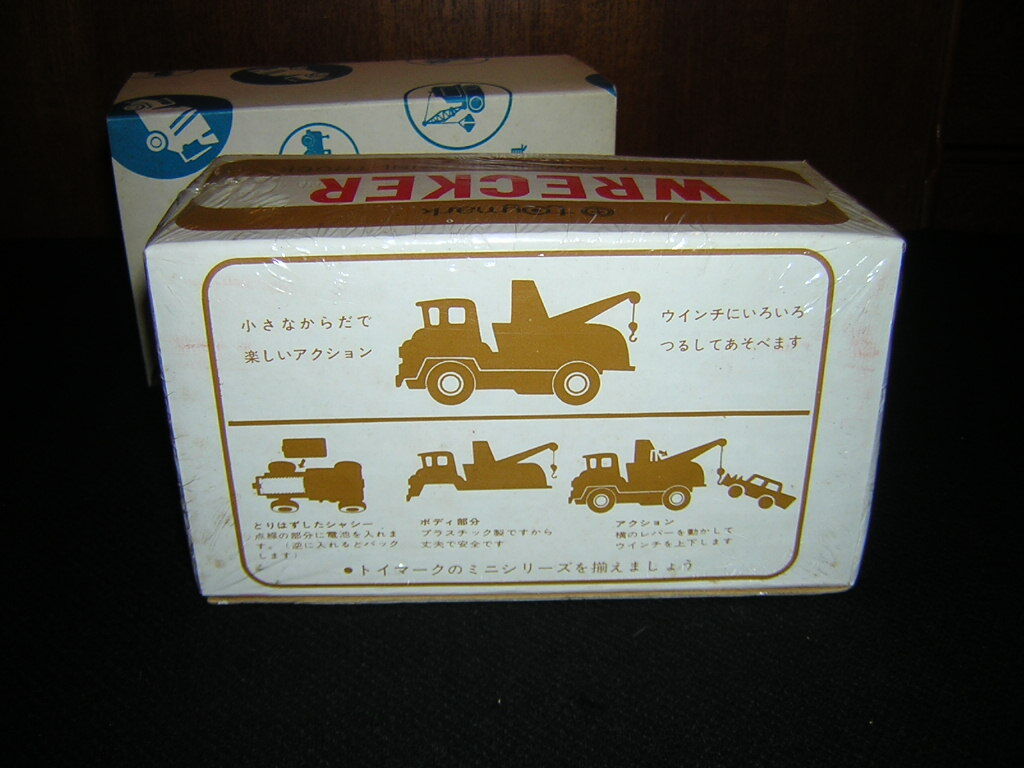 WRECKER
toymark
小さなからだで
楽しいアクション
ウインチにいろいろ
つるしてあそべます
とりはずしたシャシー
点線の部分に電池を入れま
す。(逆に入れるとバック
します)
ボディ部分
プラスチック製ですから
丈夫で安全です
アクション
横のレバーを動かして
ウインチを上下します
●トイマークのミニシリーズを揃えましょう